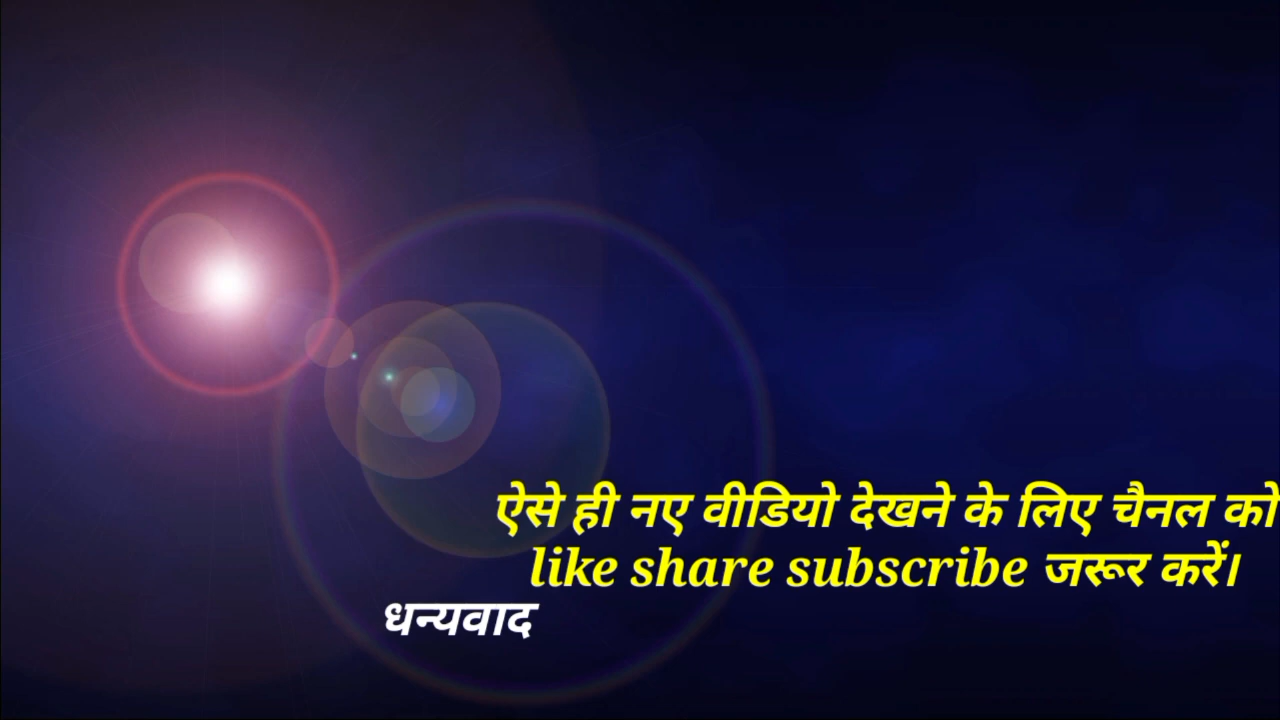 ऐसे ही नए वीडियो देखने के लिए चैनल को
like share subscribe जरूर करें।
धन्यवाद